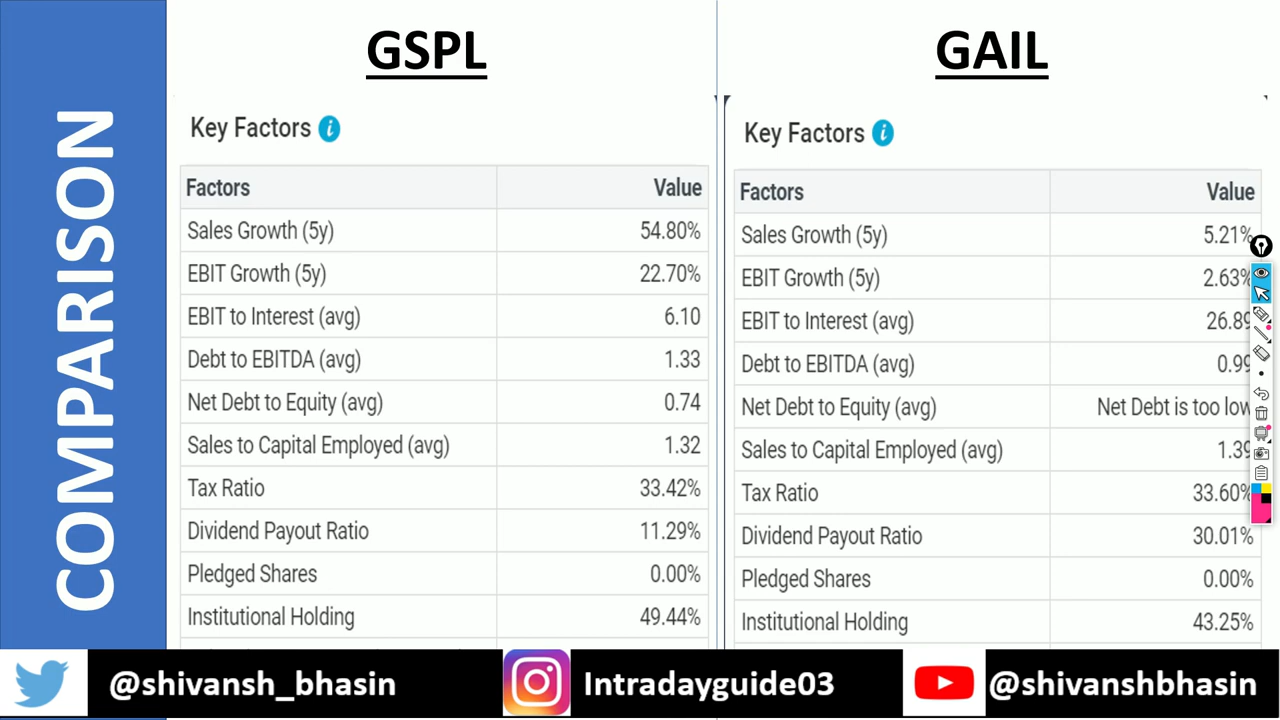 COMPARISON
GSPL
Key Factors
Factors Value
Sales Growth (5y) 54.80%
EBIT Growth (5y) 22.70%
EBIT to Interest (avg) 6.10
Debt to EBITDA (avg) 1.33
Net Debt to Equity (avg) 0.74
Sales to Capital Employed (avg) 1.32
Tax Ratio 33.42%
Dividend Payout Ratio 11.29%
Pledged Shares 0.00%
Institutional Holding 49.44%
GAIL
Key Factors
Factors Value
Sales Growth (5y) 5.21%
EBIT Growth (5y) 2.63%
EBIT to Interest (avg) 26.89
Debt to EBITDA (avg) 0.99
Net Debt to Equity (avg) Net Debt is too low
Sales to Capital Employed (avg) 1.39
Tax Ratio 33.60%
Dividend Payout Ratio 30.01%
Pledged Shares 0.00%
Institutional Holding 43.25%
@shivansh_bhasin Intradayguide03 @shivanshbhasin